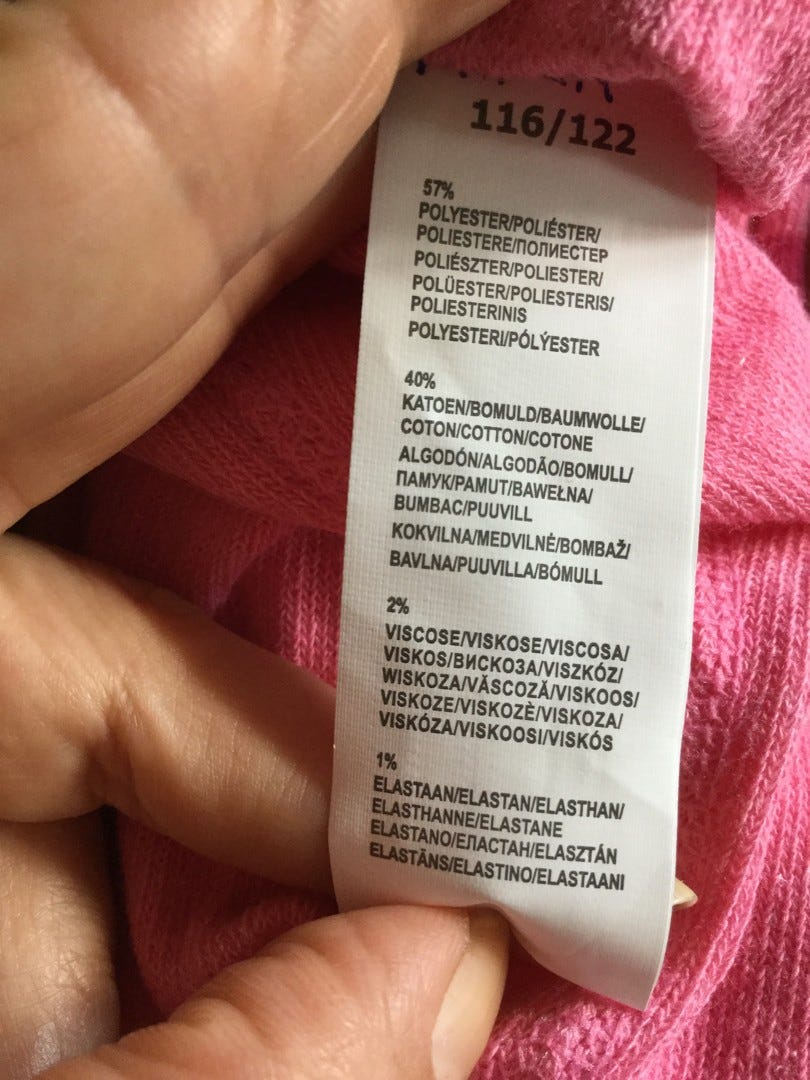 116/122
57%
POLYESTER/POLIÉSTER/
POLIESTERE/ПОЛИЕСТЕР
POLIÉSZTER/POLIESTER/
POLÜESTER/POLIESTERIS/
POLIESTERINIS
POLYESTERI/PÓLÝESTER
40%
KATOEN/BOMULD/BAUMWOLLE/
COTON/COTTON/COTONE
ALGODÓN/ALGODÃO/BOMULL/
ПАМУК/PAMUT/BAWEŁNA/
BUMBAC/PUUVILL
KOKVILNA/MEDVILNĖ/BOMBAŽ/
BAVLNA/PUUVILLA/BÓMULL
2%
VISCOSE/VISKOSE/VISCOSA/
VISKOS/ВИСКОЗА/VISZKÓZ/
WISKOZA/VĂSCOZĂ/VISKOOS/
VISKOZE/VISKOZÈ/VISKOZA/
VISKÓZA/VISKOOSI/VISKÓS
1%
ELASTAAN/ELASTAN/ELASTHAN/
ELASTHANNE/ELASTANE
ELASTANO/ЕЛАСТАН/ELASZTÁN
ELASTĀNS/ELASTINO/ELASTAANI